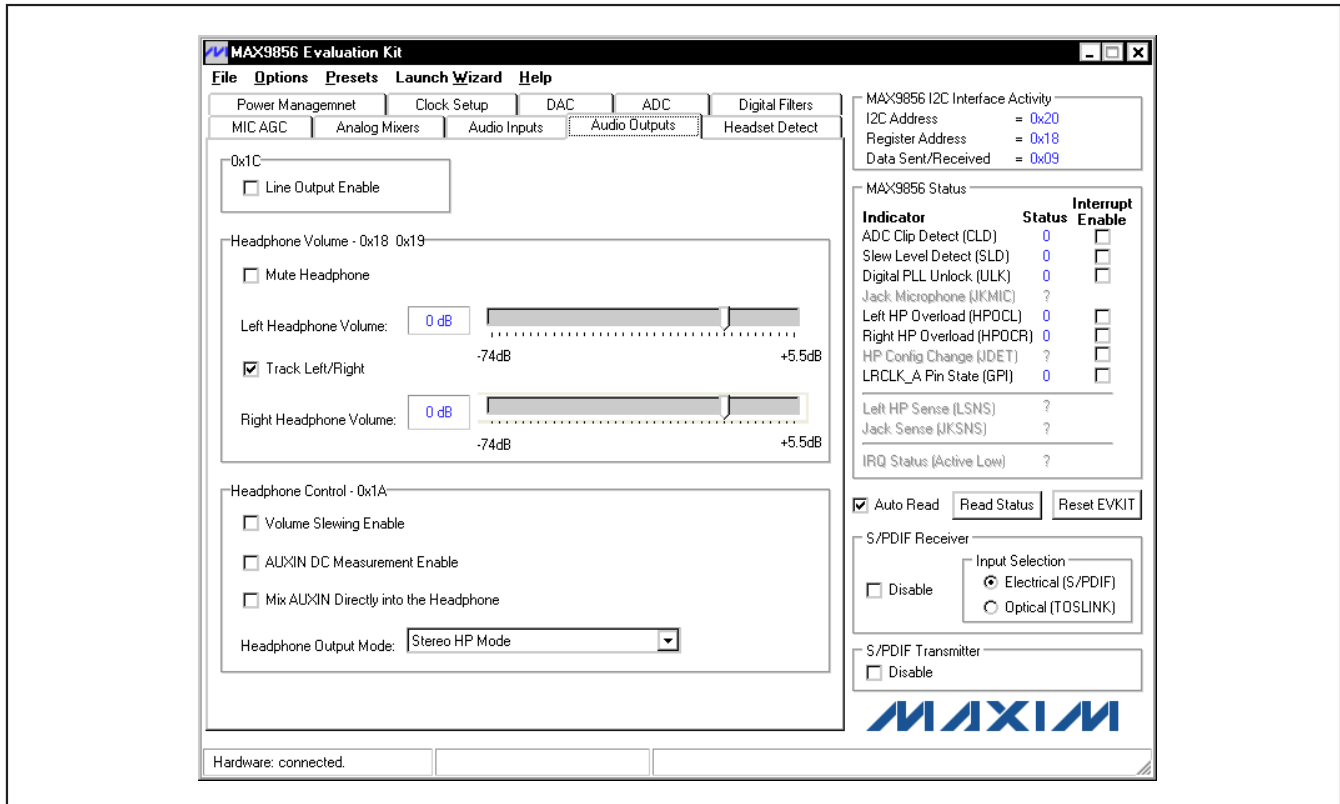 MAX9856 Evaluation Kit
File Options Presets Launch Wizard Help
Power Managemnet Clock Setup DAC ADC Digital Filters
MIC AGC Analog Mixers Audio Inputs Audio Outputs Headset Detect
0x1C
Line Output Enable
Headphone Volume - 0x18 0x19
Mute Headphone
Left Headphone Volume: 0 dB
-74dB +5.5dB
Track Left/Right
Right Headphone Volume: 0 dB
-74dB +5.5dB
Headphone Control - 0x1A
Volume Slewing Enable
AUXIN DC Measurement Enable
Mix AUXIN Directly into the Headphone
Headphone Output Mode: Stereo HP Mode
MAX9856 I2C Interface Activity
I2C Address = 0x20
Register Address = 0x18
Data Sent/Received = 0x09
MAX9856 Status
Indicator Status Interrupt Enable
ADC Clip Detect (CLD) 0
Slew Level Detect (SLD) 0
Digital PLL Unlock (ULK) 0
Jack Microphone (JKMIC) ?
Left HP Overload (HPOCL) 0
Right HP Overload (HPOCR) 0
HP Config Change (JDET) ?
LRCLK_A Pin State (GPI) 0
Left HP Sense (LSNS) ?
Jack Sense (JKSNS) ?
IRQ Status (Active Low) ?
Auto Read Read Status Reset EVKIT
S/PDIF Receiver
Disable
Input Selection
Electrical (S/PDIF)
Optical (TOSLINK)
S/PDIF Transmitter
Disable
MAXIM
Hardware: connected.